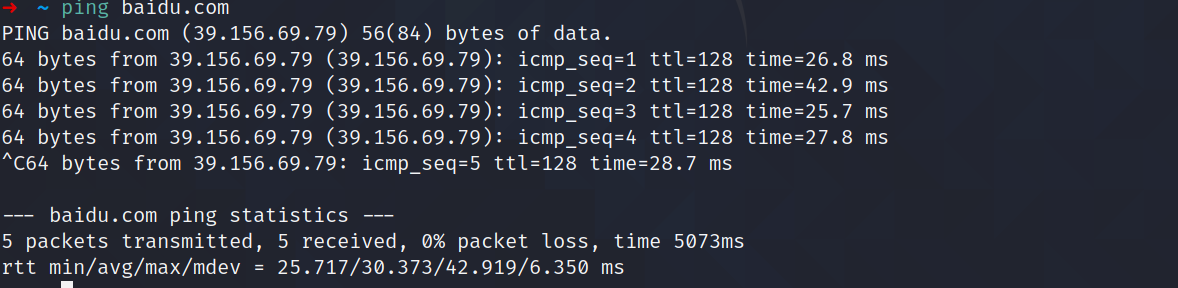 ➜ ~ ping baidu.com
PING baidu.com (39.156.69.79) 56(84) bytes of data.
64 bytes from 39.156.69.79 (39.156.69.79): icmp_seq=1 ttl=128 time=26.8 ms
64 bytes from 39.156.69.79 (39.156.69.79): icmp_seq=2 ttl=128 time=42.9 ms
64 bytes from 39.156.69.79 (39.156.69.79): icmp_seq=3 ttl=128 time=25.7 ms
64 bytes from 39.156.69.79 (39.156.69.79): icmp_seq=4 ttl=128 time=27.8 ms
^C64 bytes from 39.156.69.79: icmp_seq=5 ttl=128 time=28.7 ms
--- baidu.com ping statistics ---
5 packets transmitted, 5 received, 0% packet loss, time 5073ms
rtt min/avg/max/mdev = 25.717/30.373/42.919/6.350 ms